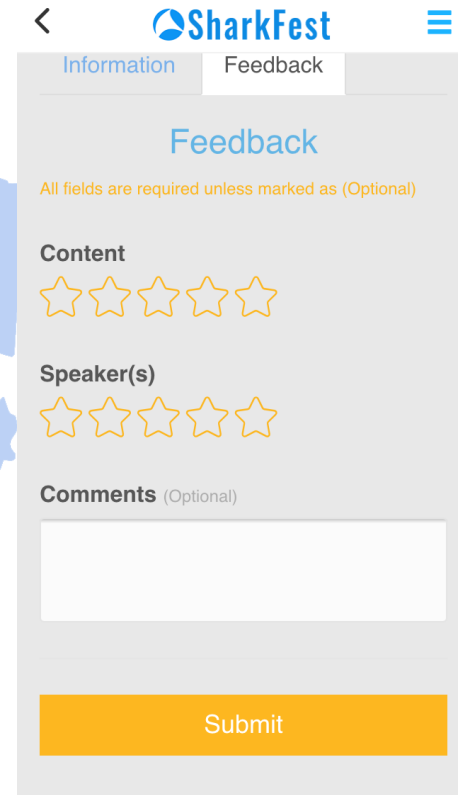 SharkFest
Information
Feedback
Feedback
All fields are required unless marked as (Optional)
Content
Speaker(s)
Comments (Optional)
Submit